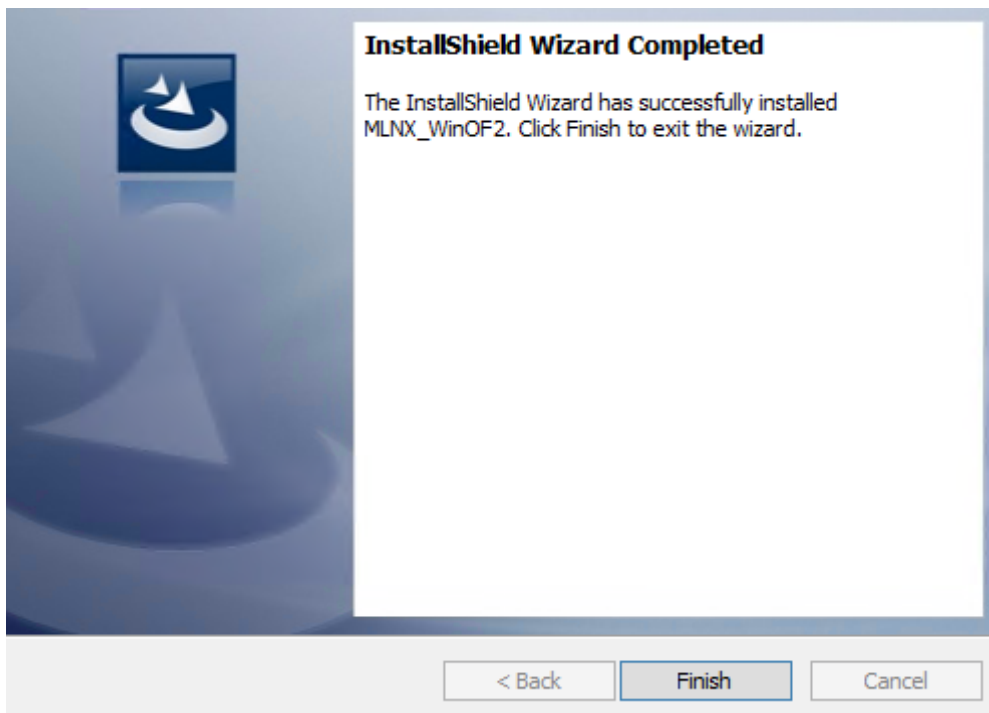 InstallShield Wizard Completed
The InstallShield Wizard has successfully installed
MLNX_WinOF2. Click Finish to exit the wizard.
< Back
Finish
Cancel